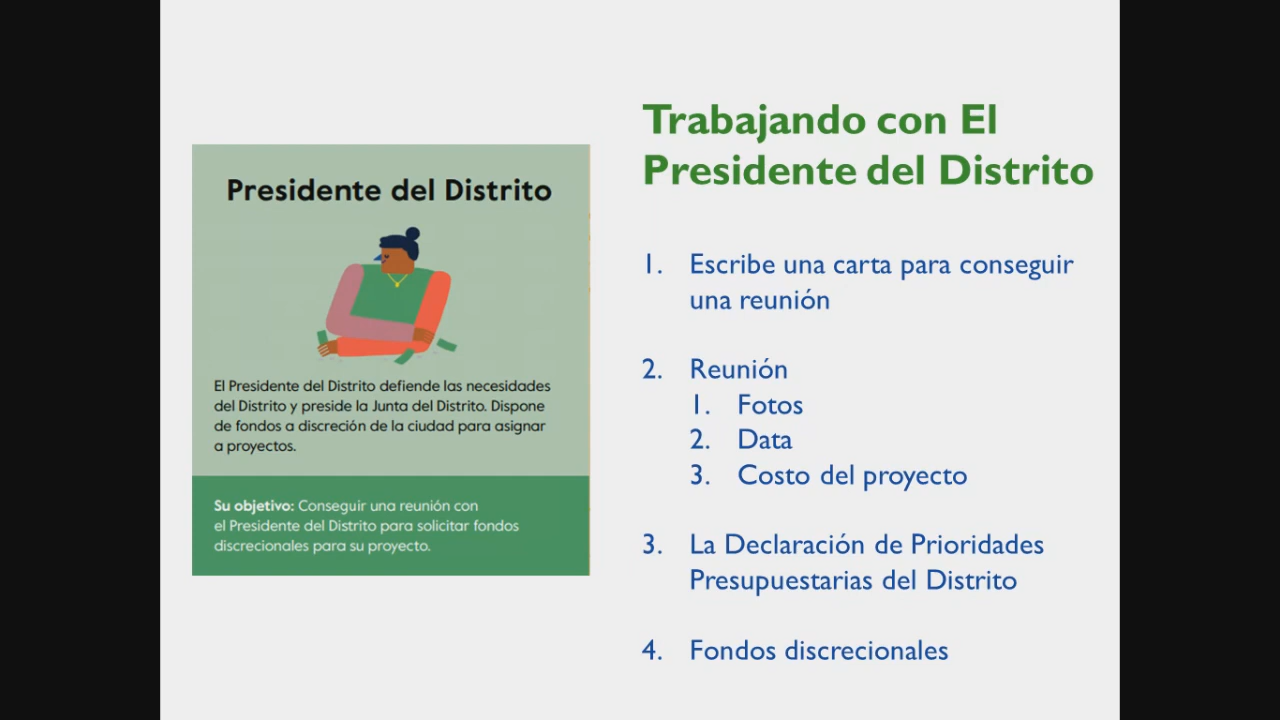 Presidente del Distrito
El Presidente del Distrito defiende las necesidades
del Distrito y preside la Junta del Distrito. Dispone
de fondos a discreción de la ciudad para asignar
a proyectos.
Su objetivo: Conseguir una reunión con
el Presidente del Distrito para solicitar fondos
discrecionales para su proyecto.
Trabajando con El
Presidente del Distrito
1. Escribe una carta para conseguir
una reunión
2. Reunión
1. Fotos
2. Data
3. Costo del proyecto
3. La Declaración de Prioridades
Presupuestarias del Distrito
4. Fondos discrecionales